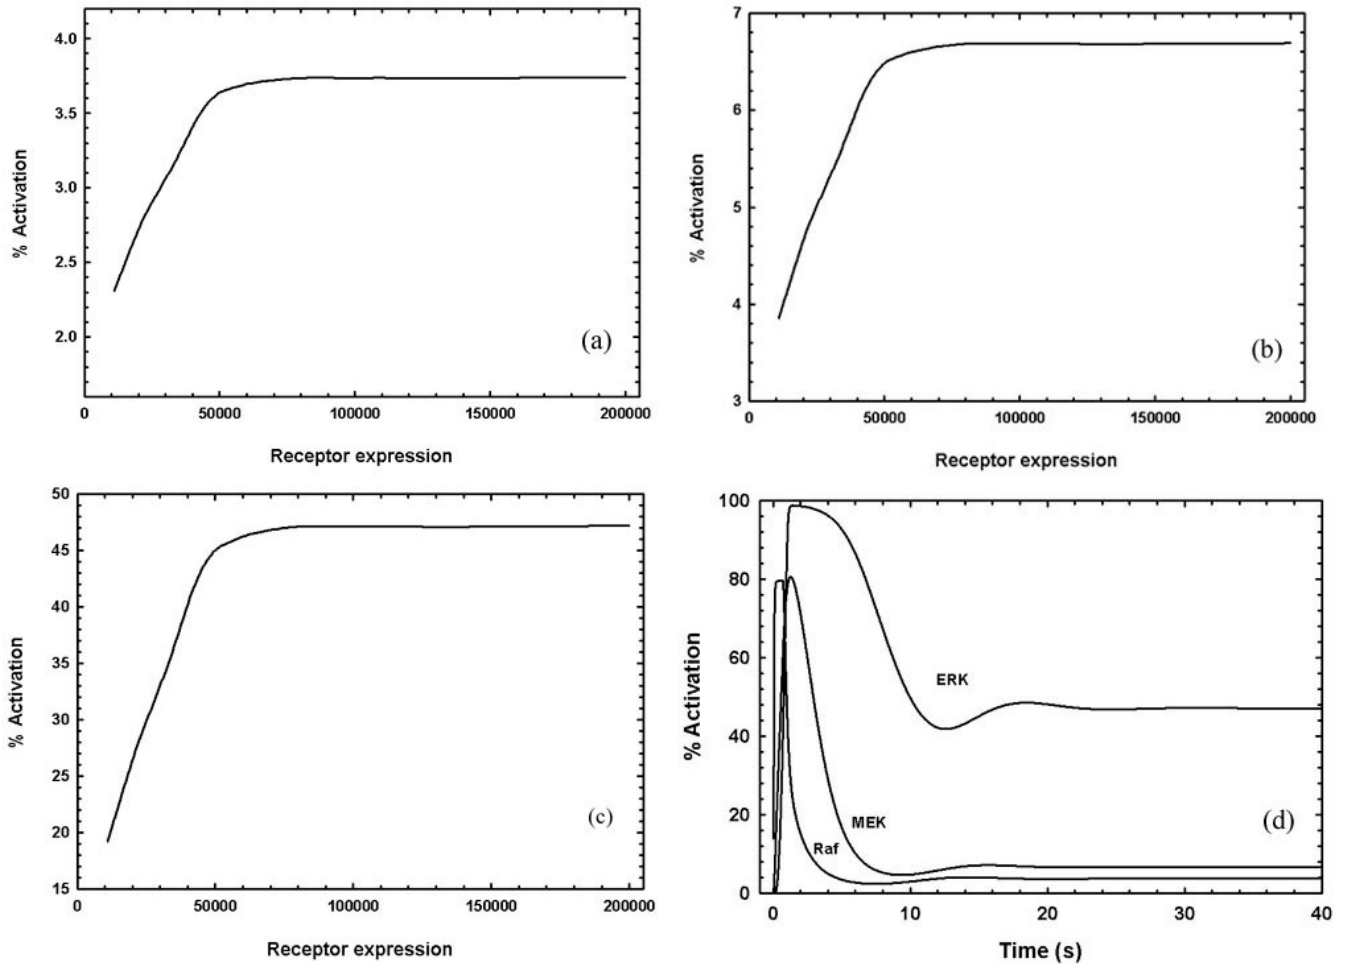 4.0
3.5
3.0
2.5
2.0
% Activation
0 50000 100000 150000 200000
Receptor expression
(a)
7
6
5
4
3
% Activation
0 50000 100000 150000 200000
Receptor expression
(b)
50
45
40
35
30
25
20
15
% Activation
0 50000 100000 150000 200000
Receptor expression
(c)
100
80
60
40
20
0
% Activation
ERK
MEK
Raf
0 10 20 30 40
Time (s)
(d)